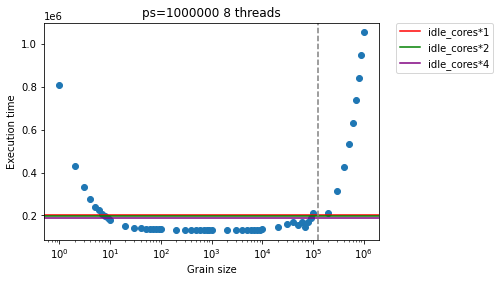 ps=1000000 8 threads
1e6
1.0
0.8
0.6
0.4
0.2
Execution time
10^0
10^1
10^2
10^3
10^4
10^5
10^6
Grain size
idle_cores*1
idle_cores*2
idle_cores*4